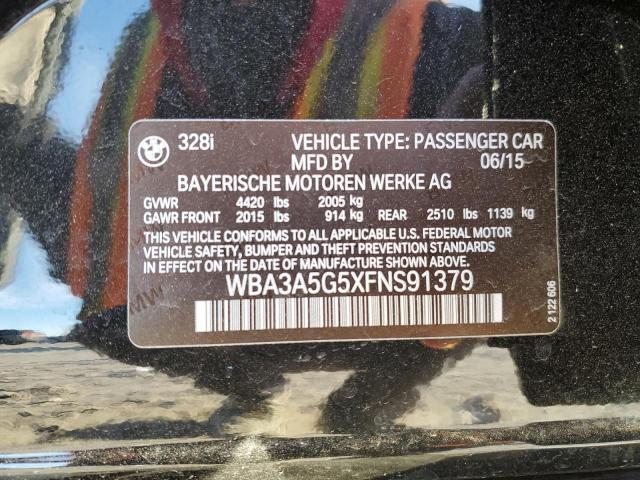 328i VEHICLE TYPE: PASSENGER CAR
MFD BY 06/15
BAYERISCHE MOTOREN WERKE AG
GVWR 4420 lbs 2005 kg
GAWR FRONT 2015 lbs 914 kg REAR 2510 lbs 1139 kg
THIS VEHICLE CONFORMS TO ALL APPLICABLE U.S. FEDERAL MOTOR
VEHICLE SAFETY, BUMPER AND THEFT PREVENTION STANDARDS
IN EFFECT ON THE DATE OF MANUFACTURE SHOWN ABOVE.
WBA3A5G5XFNS91379
2 122 606